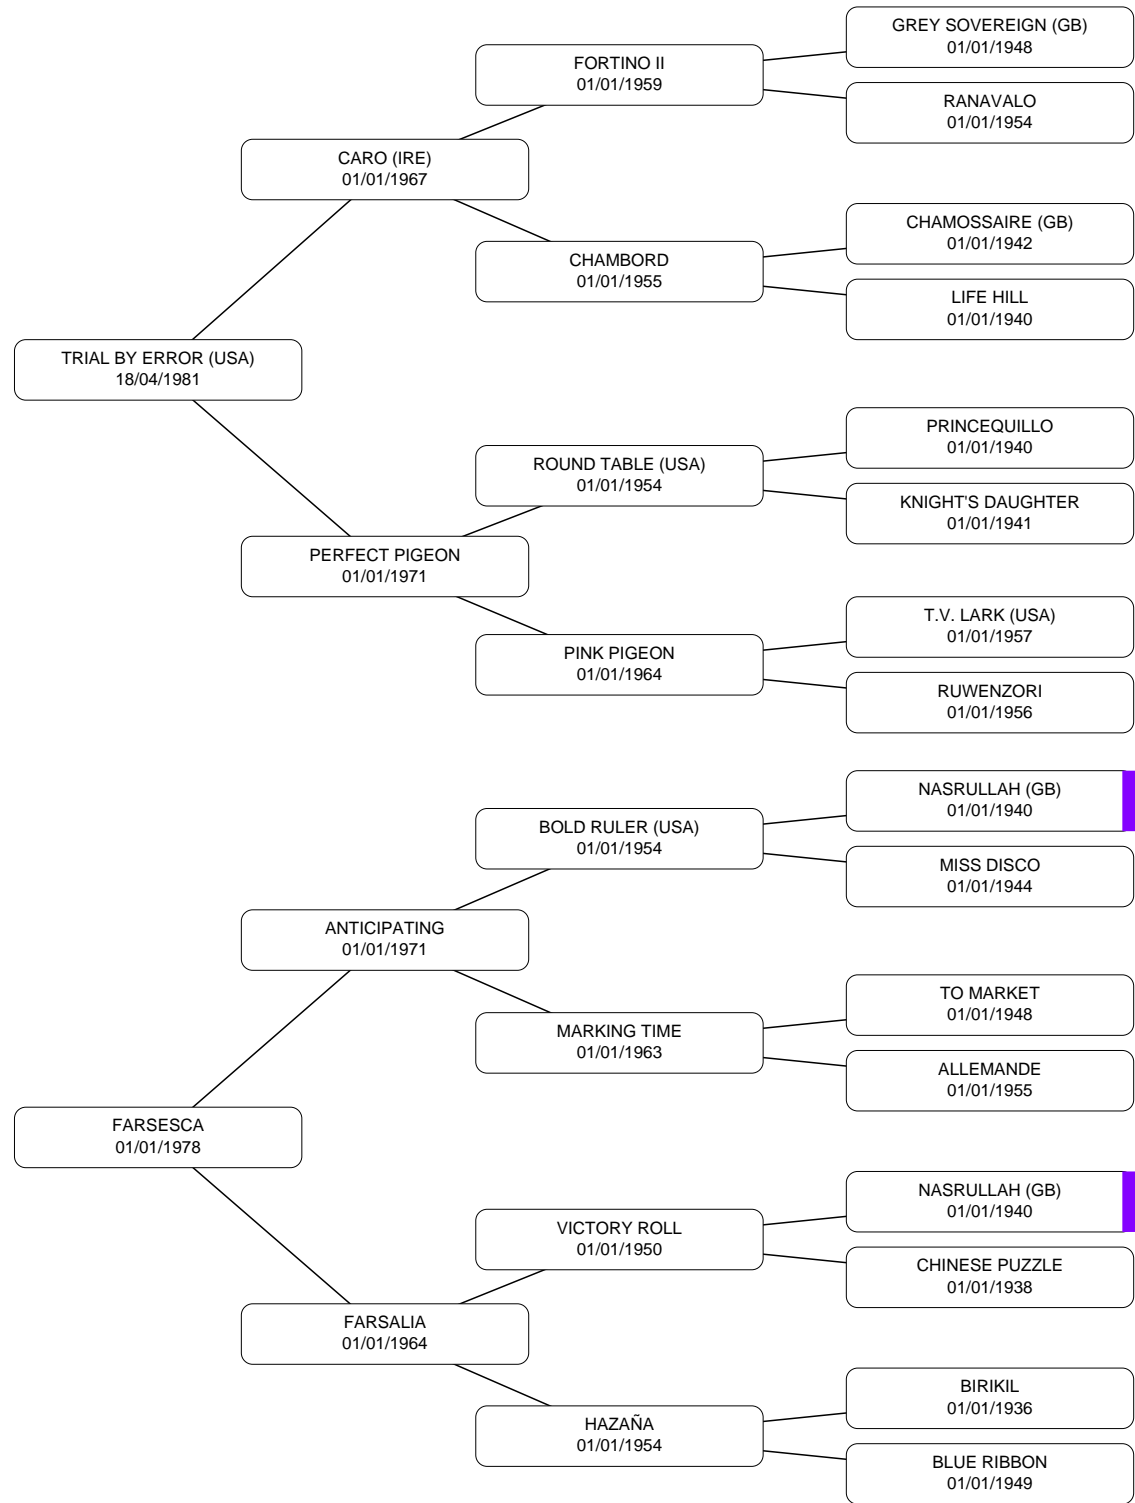 GREY SOVEREIGN (GB)
01/01/1948
FORTINO II
01/01/1959
RANAVALO
01/01/1954
CARO (IRE)
01/01/1967
CHAMOSSAIRE (GB)
01/01/1942
CHAMBORD
01/01/1955
LIFE HILL
01/01/1940
TRIAL BY ERROR (USA)
18/04/1981
PRINCEQUILLO
01/01/1940
ROUND TABLE (USA)
01/01/1954
KNIGHT'S DAUGHTER
01/01/1941
PERFECT PIGEON
01/01/1971
T.V. LARK (USA)
01/01/1957
PINK PIGEON
01/01/1964
RUWENZORI
01/01/1956
NASRULLAH (GB)
01/01/1940
BOLD RULER (USA)
01/01/1954
MISS DISCO
01/01/1944
ANTICIPATING
01/01/1971
TO MARKET
01/01/1948
MARKING TIME
01/01/1963
ALLEMANDE
01/01/1955
FARSESCA
01/01/1978
NASRULLAH (GB)
01/01/1940
VICTORY ROLL
01/01/1950
CHINESE PUZZLE
01/01/1938
FARSALIA
01/01/1964
BIRIKIL
01/01/1936
HAZAÑA
01/01/1954
BLUE RIBBON
01/01/1949